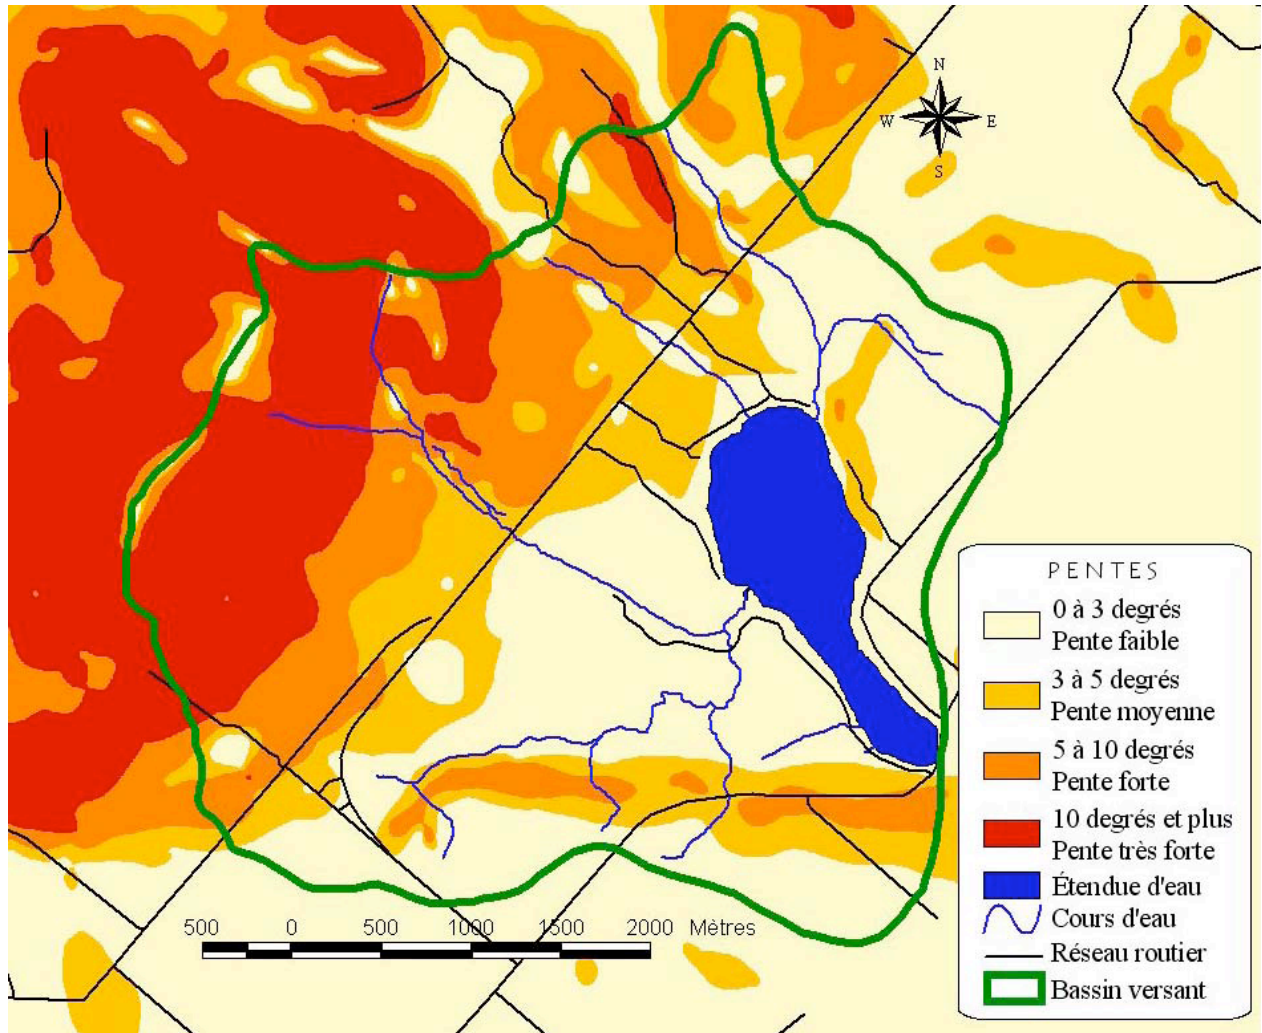 N
W E
S
PENTES
0 à 3 degrés
Pente faible
3 à 5 degrés
Pente moyenne
5 à 10 degrés
Pente forte
10 degrés et plus
Pente très forte
Étendue d'eau
Cours d'eau
Réseau routier
Bassin versant
500 0 500 1000 1500 2000 Mètres